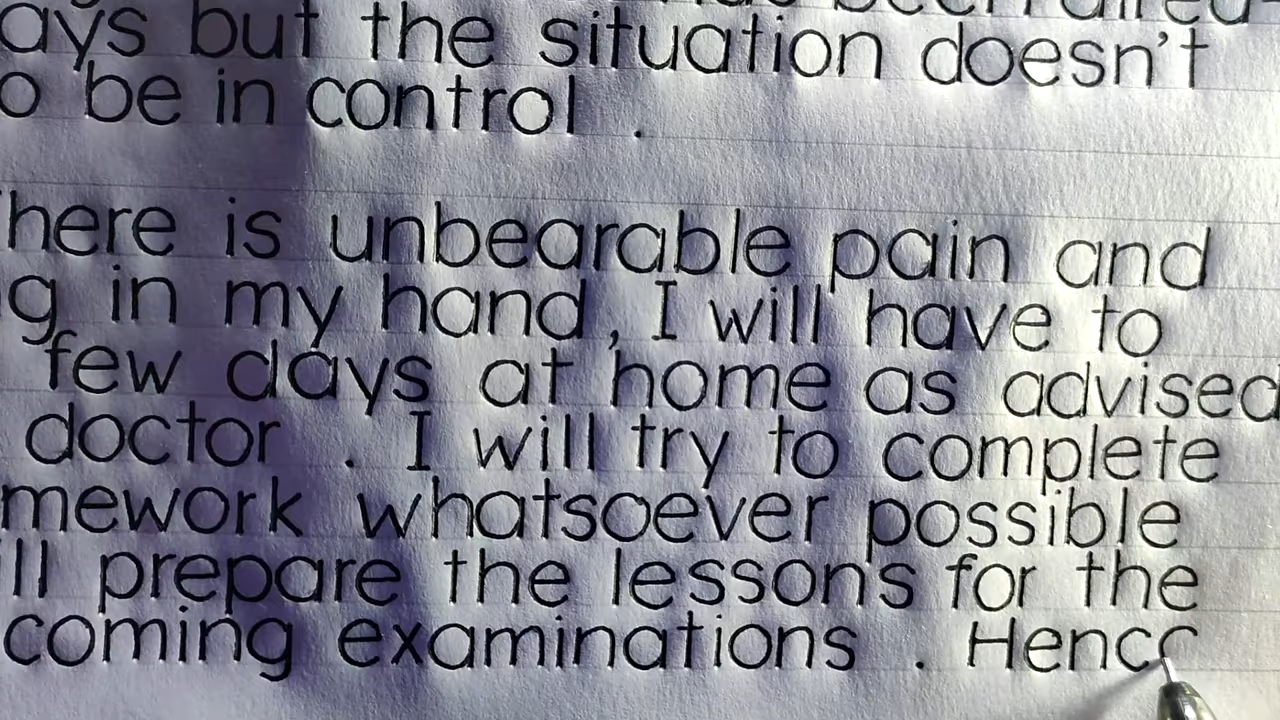 ays but the situation doesn't
o be in control .
here is unbearable pain and
g in my hand, I will have to
few days at home as advised
doctor . I will try to complete
mework whatsoever possible
ll prepare the lessons for the
coming examinations . Henc